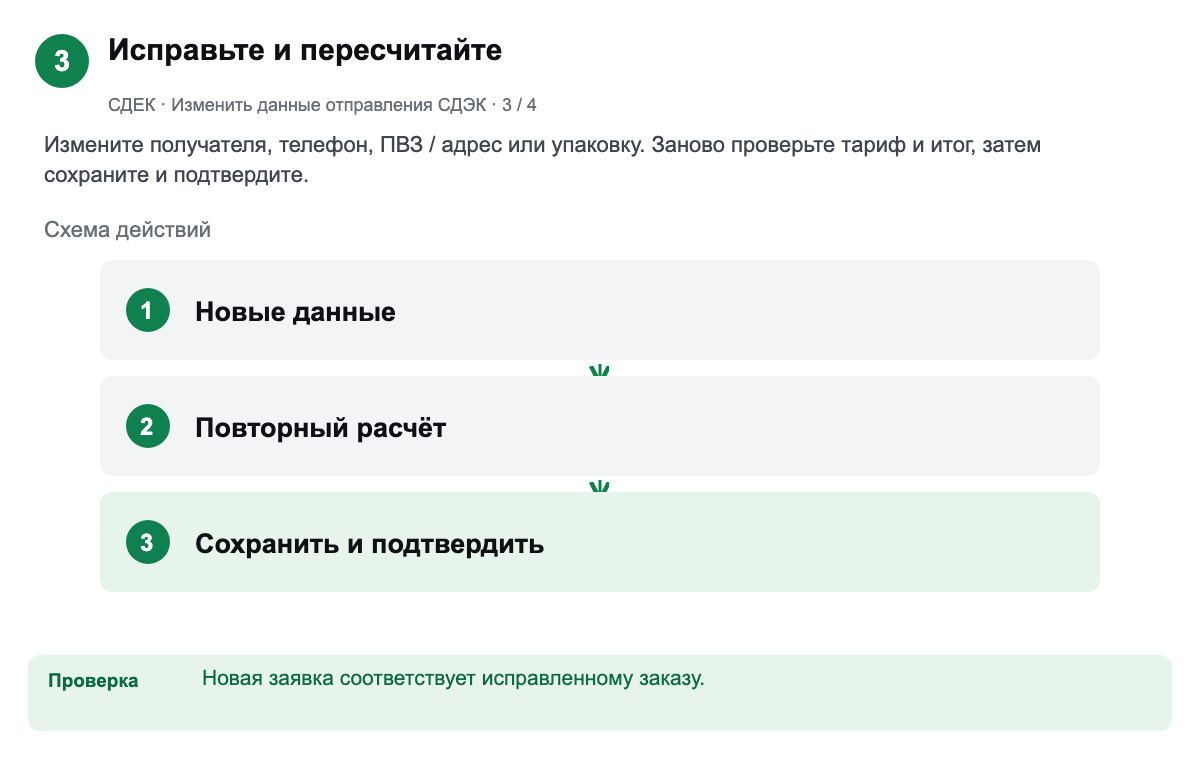 3
Исправьте и пересчитайте
СДЕК · Изменить данные отправления СДЭК · 3 / 4
Измените получателя, телефон, ПВЗ / адрес или упаковку. Заново проверьте тариф и итог, затем
сохраните и подтвердите.
Схема действий
1 Новые данные
2 Повторный расчёт
3 Сохранить и подтвердить
Проверка Новая заявка соответствует исправленному заказу.